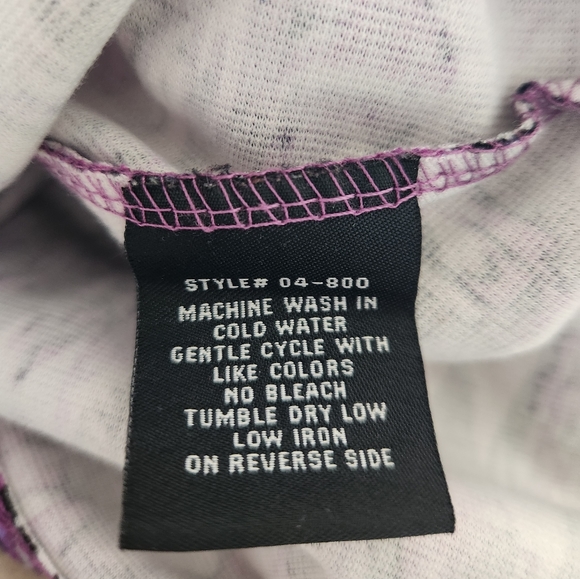 STYLE# 04-800
MACHINE WASH IN
COLD WATER
GENTLE CYCLE WITH
LIKE COLORS
NO BLEACH
TUMBLE DRY LOW
LOW IRON
ON REVERSE SIDE